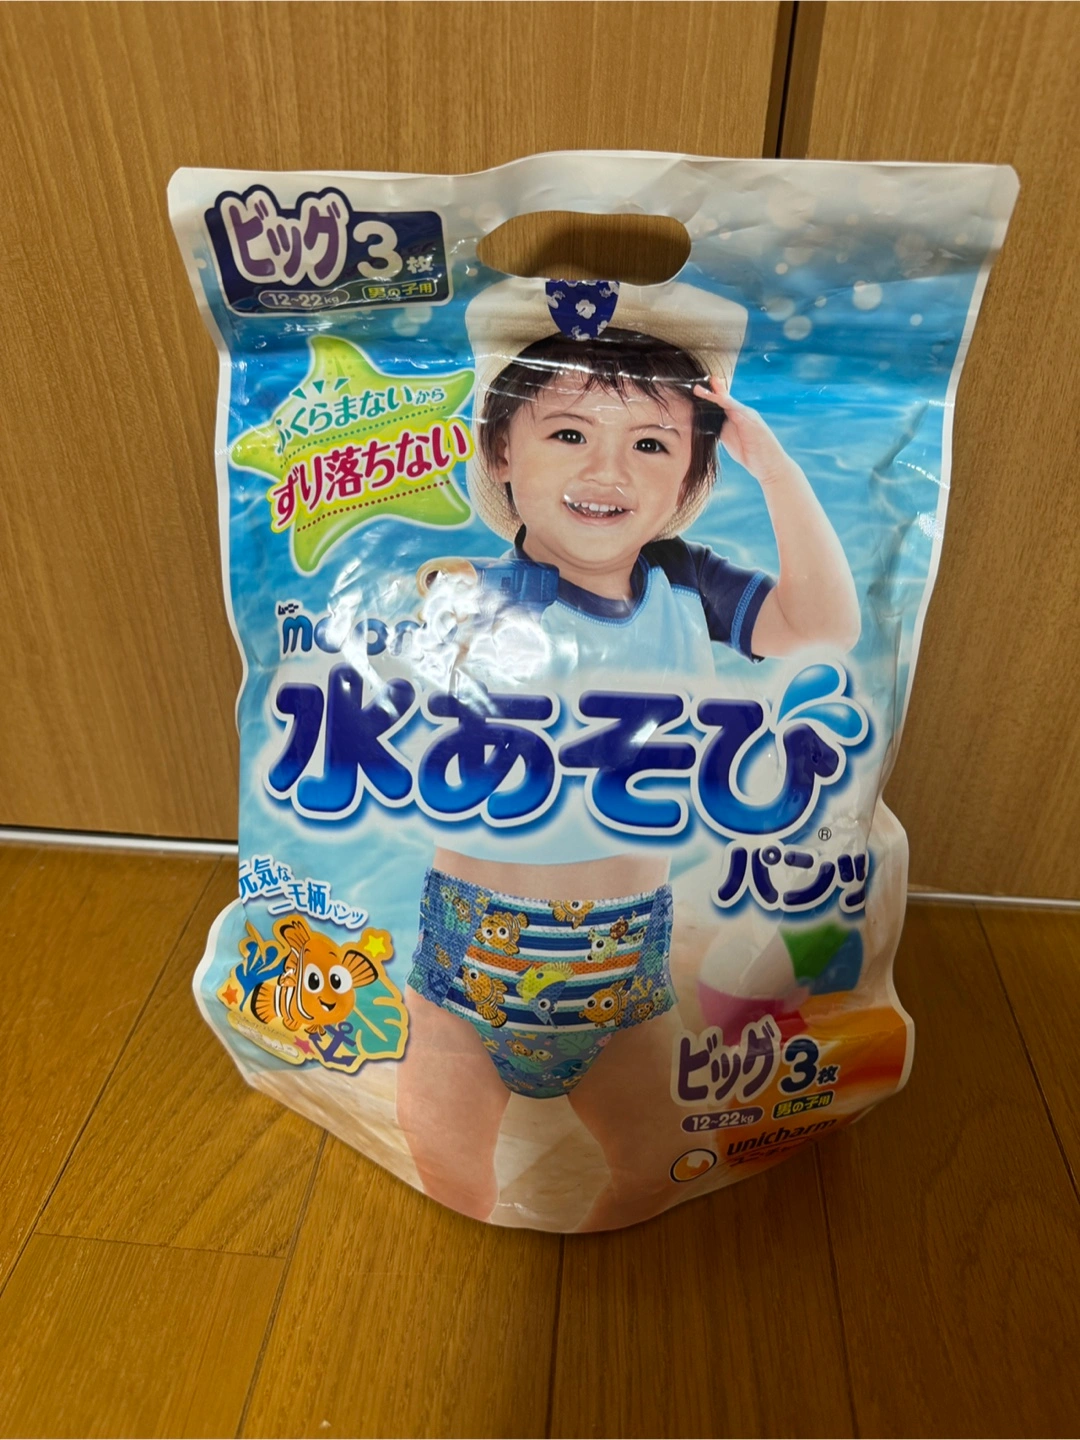 ビッグ 3枚
12~22kg 男の子用
ふくらまないから
ずり落ちない
ムーニー
moony
水あそび
®
パンツ
元気な
ニモ柄パンツ
ビッグ 3枚
12~22kg 男の子用
unicharm